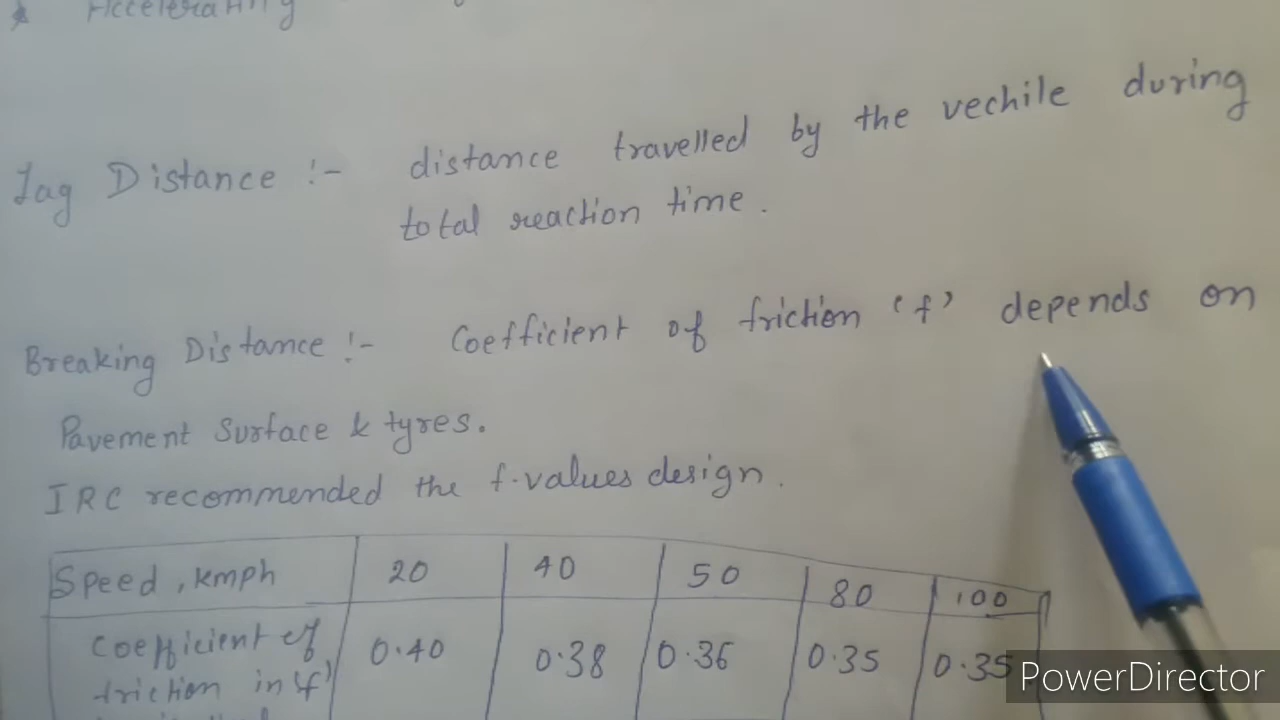 * Accelerating
Lag Distance :- distance travelled by the vechile during
total reaction time.
Breaking Distance :- Coefficient of friction 'f' depends on
Pavement Surface & tyres.
IRC recommended the f-values design.
Speed, kmph 20 40 50 80 100
Coefficient of friction in 'f' 0.40 0.38 0.36 0.35 0.35
PowerDirector